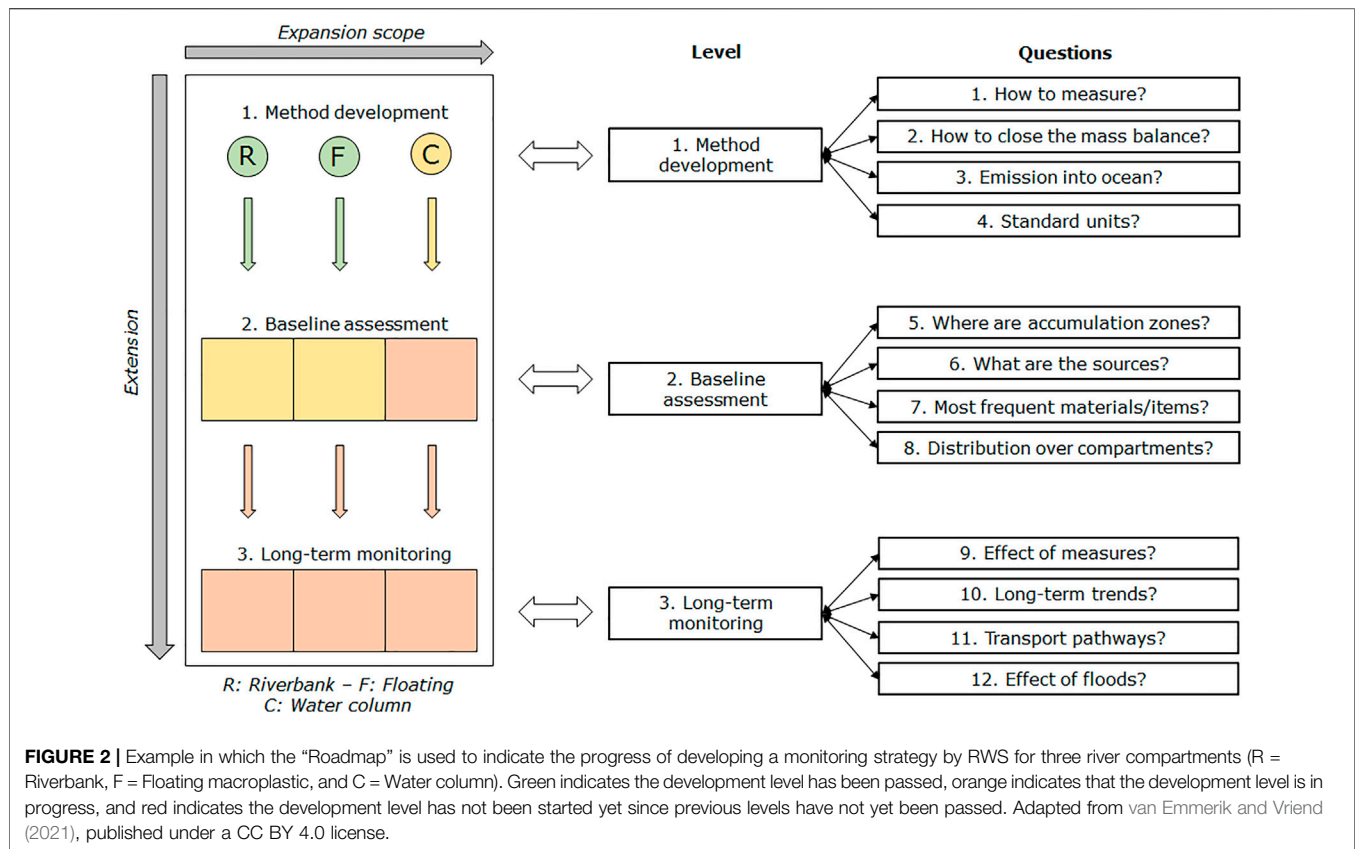 Expansion scope
Extension
1. Method development
R
F
C
2. Baseline assessment
3. Long-term monitoring
R: Riverbank – F: Floating
C: Water column
Level
1. Method
development
2. Baseline
assessment
3. Long-term
monitoring
Questions
1. How to measure?
2. How to close the mass balance?
3. Emission into ocean?
4. Standard units?
5. Where are accumulation zones?
6. What are the sources?
7. Most frequent materials/items?
8. Distribution over compartments?
9. Effect of measures?
10. Long-term trends?
11. Transport pathways?
12. Effect of floods?
FIGURE 2 | Example in which the “Roadmap” is used to indicate the progress of developing a monitoring strategy by RWS for three river compartments (R =
Riverbank, F = Floating macroplastic, and C = Water column). Green indicates the development level has been passed, orange indicates that the development level is in
progress, and red indicates the development level has not been started yet since previous levels have not yet been passed. Adapted from van Emmerik and Vriend
(2021), published under a CC BY 4.0 license.